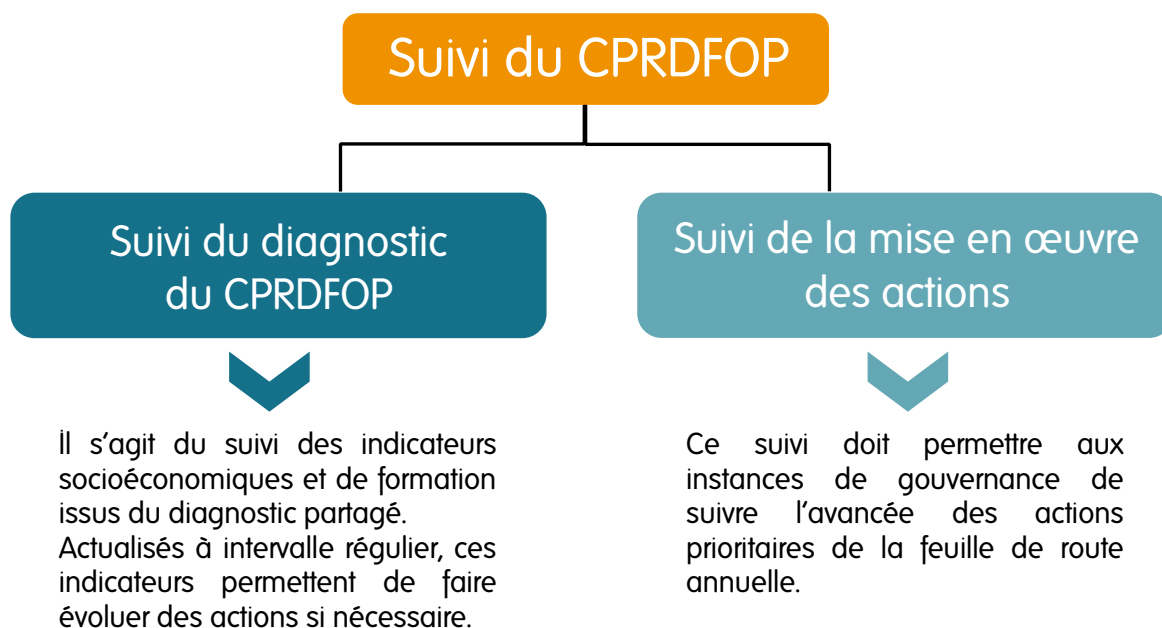 Suivi du CPRDFOP
Suivi du diagnostic
du CPRDFOP
Il s’agit du suivi des indicateurs
socioéconomiques et de formation
issus du diagnostic partagé.
Actualisés à intervalle régulier, ces
indicateurs permettent de faire
évoluer des actions si nécessaire.
Suivi de la mise en œuvre
des actions
Ce suivi doit permettre aux
instances de gouvernance de
suivre l’avancée des actions
prioritaires de la feuille de route
annuelle.